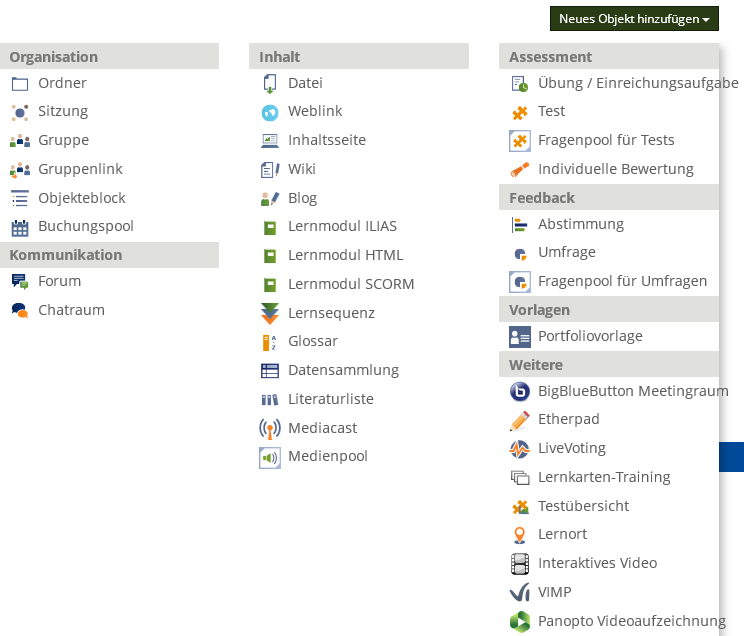 Neues Objekt hinzufügen
Organisation
Ordner
Sitzung
Gruppe
Gruppenlink
Objekteblock
Buchungspool
Kommunikation
Forum
Chatraum
Inhalt
Datei
Weblink
Inhaltsseite
Wiki
Blog
Lernmodul ILIAS
Lernmodul HTML
Lernmodul SCORM
Lernsequenz
Glossar
Datensammlung
Literaturliste
Mediacast
Medienpool
Assessment
Übung / Einreichungsaufgabe
Test
Fragenpool für Tests
Individuelle Bewertung
Feedback
Abstimmung
Umfrage
Fragenpool für Umfragen
Vorlagen
Portfoliovorlage
Weitere
BigBlueButton Meetingraum
Etherpad
LiveVoting
Lernkarten-Training
Testübersicht
Lernort
Interaktives Video
VIMP
Panopto Videoaufzeichnung